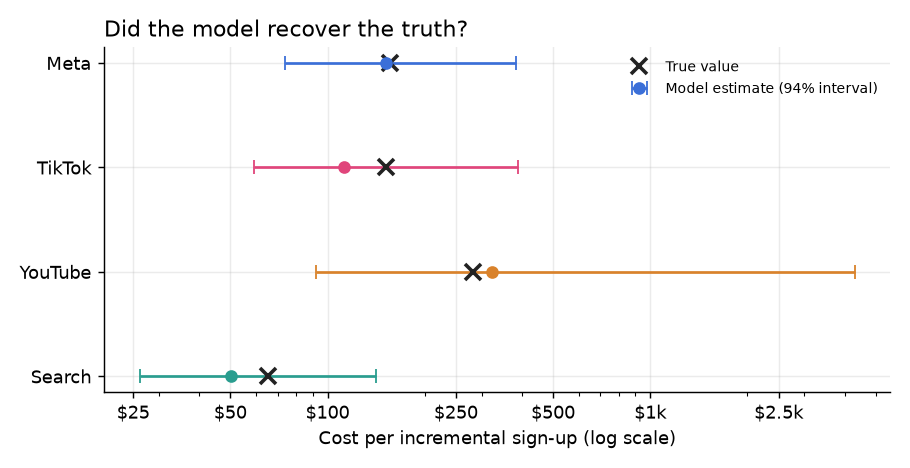 Did the model recover the truth?
Meta
TikTok
YouTube
Search
True value
Model estimate (94% interval)
$25 $50 $100 $250 $500 $1k $2.5k
Cost per incremental sign-up (log scale)